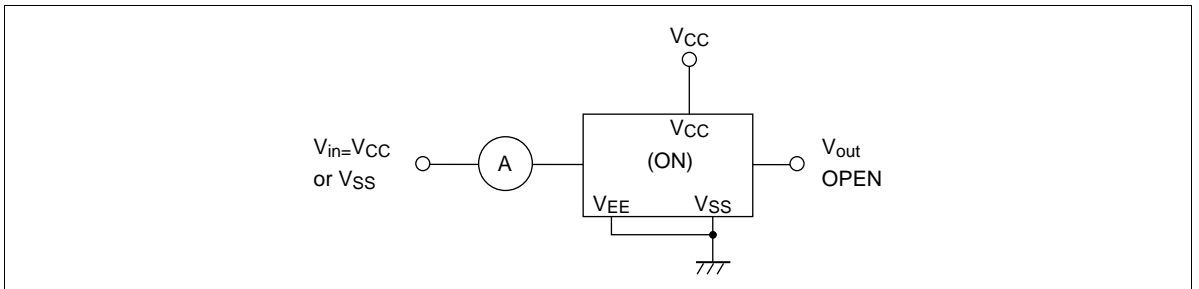 VCC
Vin=VCC
or VSS
A
VCC
(ON)
VEE
VSS
Vout
OPEN